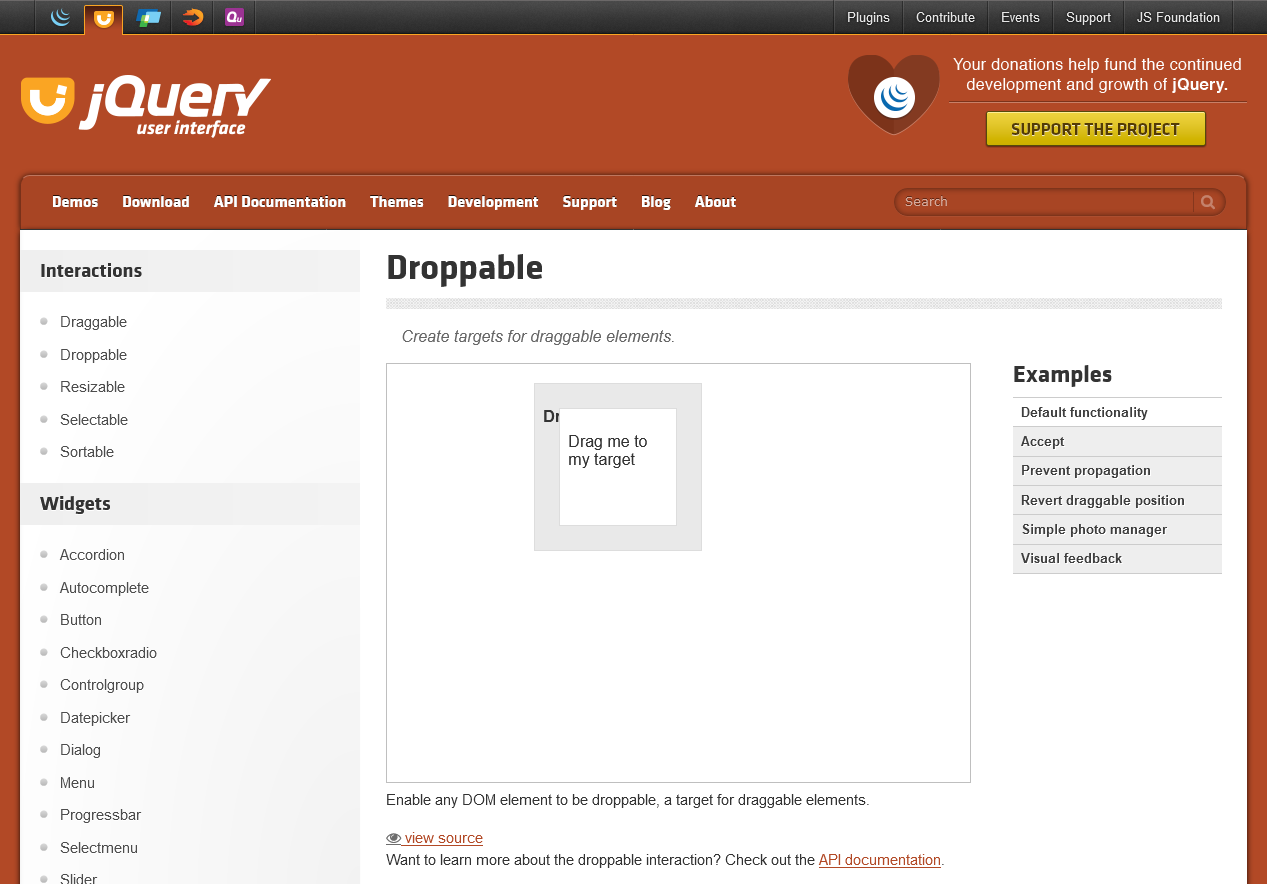 Plugins
Contribute
Events
Support
JS Foundation
Your donations help fund the continued
development and growth of jQuery.
SUPPORT THE PROJECT
jQuery
user interface
Demos
Download
API Documentation
Themes
Development
Support
Blog
About
Search
Interactions
Draggable
Droppable
Resizable
Selectable
Sortable
Widgets
Accordion
Autocomplete
Button
Checkboxradio
Controlgroup
Datepicker
Dialog
Menu
Progressbar
Selectmenu
Slider
Droppable
Create targets for draggable elements.
Dr
Drag me to
my target
Enable any DOM element to be droppable, a target for draggable elements.
view source
Want to learn more about the droppable interaction? Check out the API documentation.
Examples
Default functionality
Accept
Prevent propagation
Revert draggable position
Simple photo manager
Visual feedback